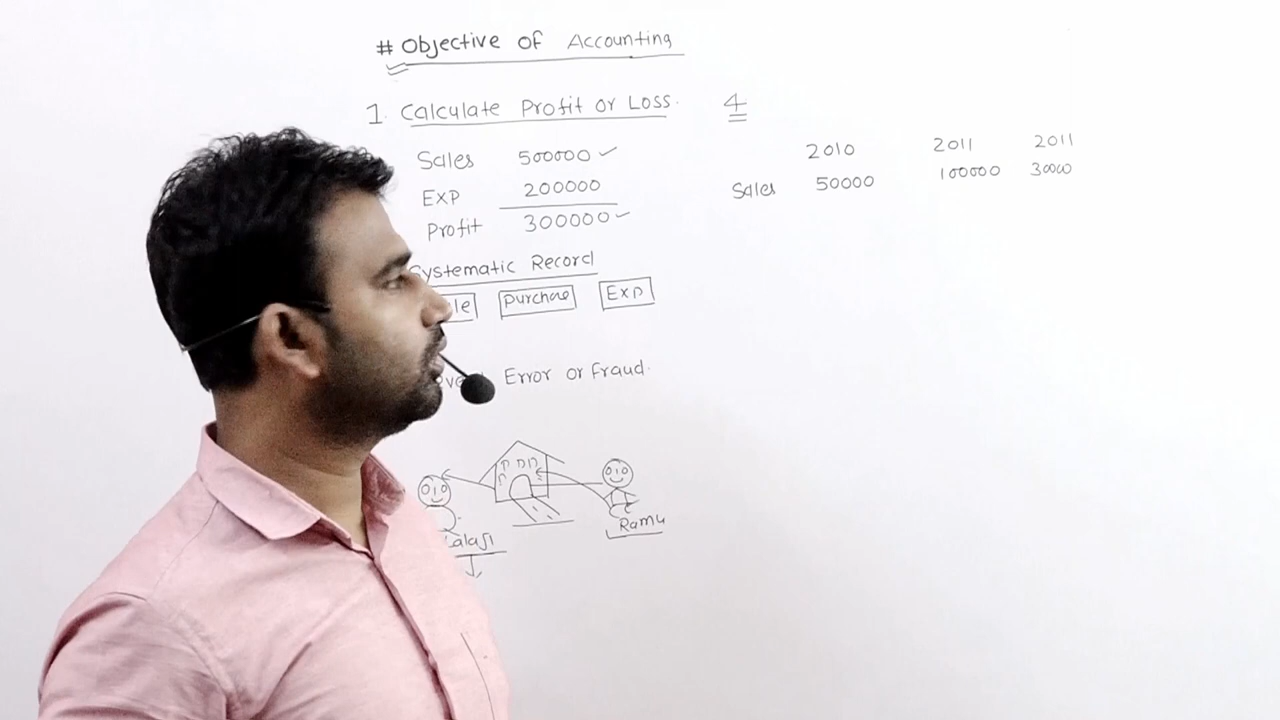 # Objective of Accounting
1. Calculate Profit or Loss.
Sales 500000
Exp 200000
Profit 300000
Systematic Record
Purchase Exp
Error or Fraud.
Ramu
4
2010 2011 2011
Sales 50000 100000 30000